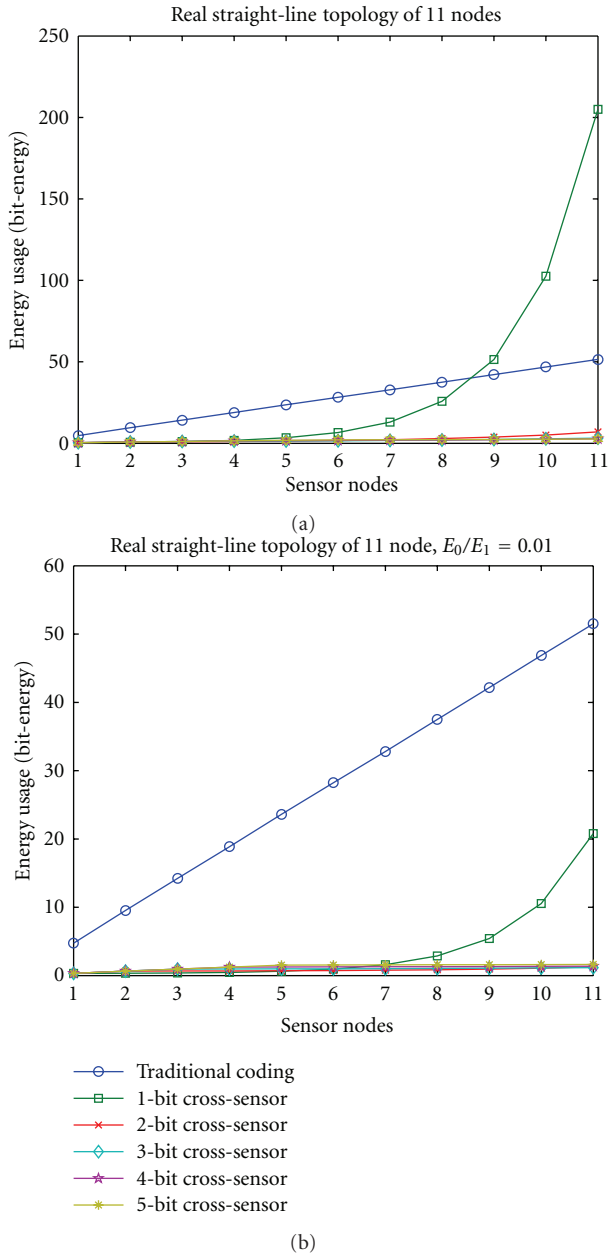 Real straight-line topology of 11 nodes
250
200
150
100
50
0
Energy usage (bit-energy)
1 2 3 4 5 6 7 8 9 10 11
Sensor nodes
(a)
Real straight-line topology of 11 node, E₀/E₁ = 0.01
60
50
40
30
20
10
0
Energy usage (bit-energy)
1 2 3 4 5 6 7 8 9 10 11
Sensor nodes
Traditional coding
1-bit cross-sensor
2-bit cross-sensor
3-bit cross-sensor
4-bit cross-sensor
5-bit cross-sensor
(b)